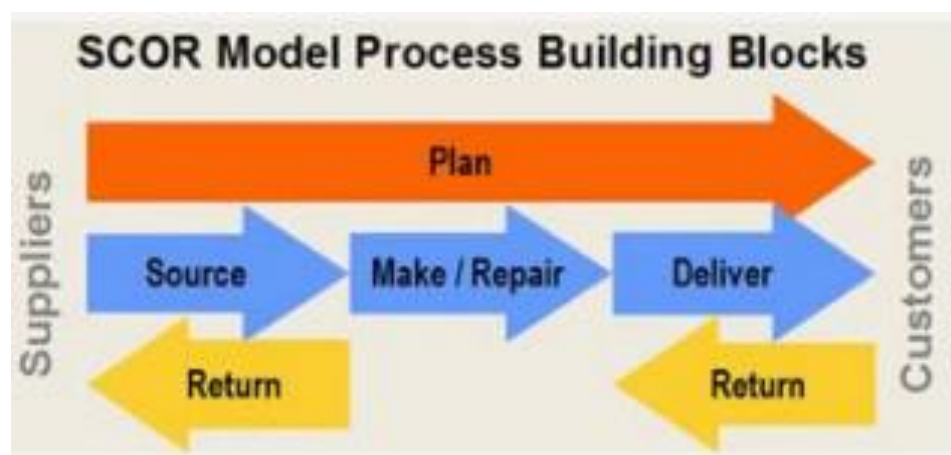 SCOR Model Process Building Blocks
Plan
Suppliers
Source
Make / Repair
Deliver
Customers
Return
Return